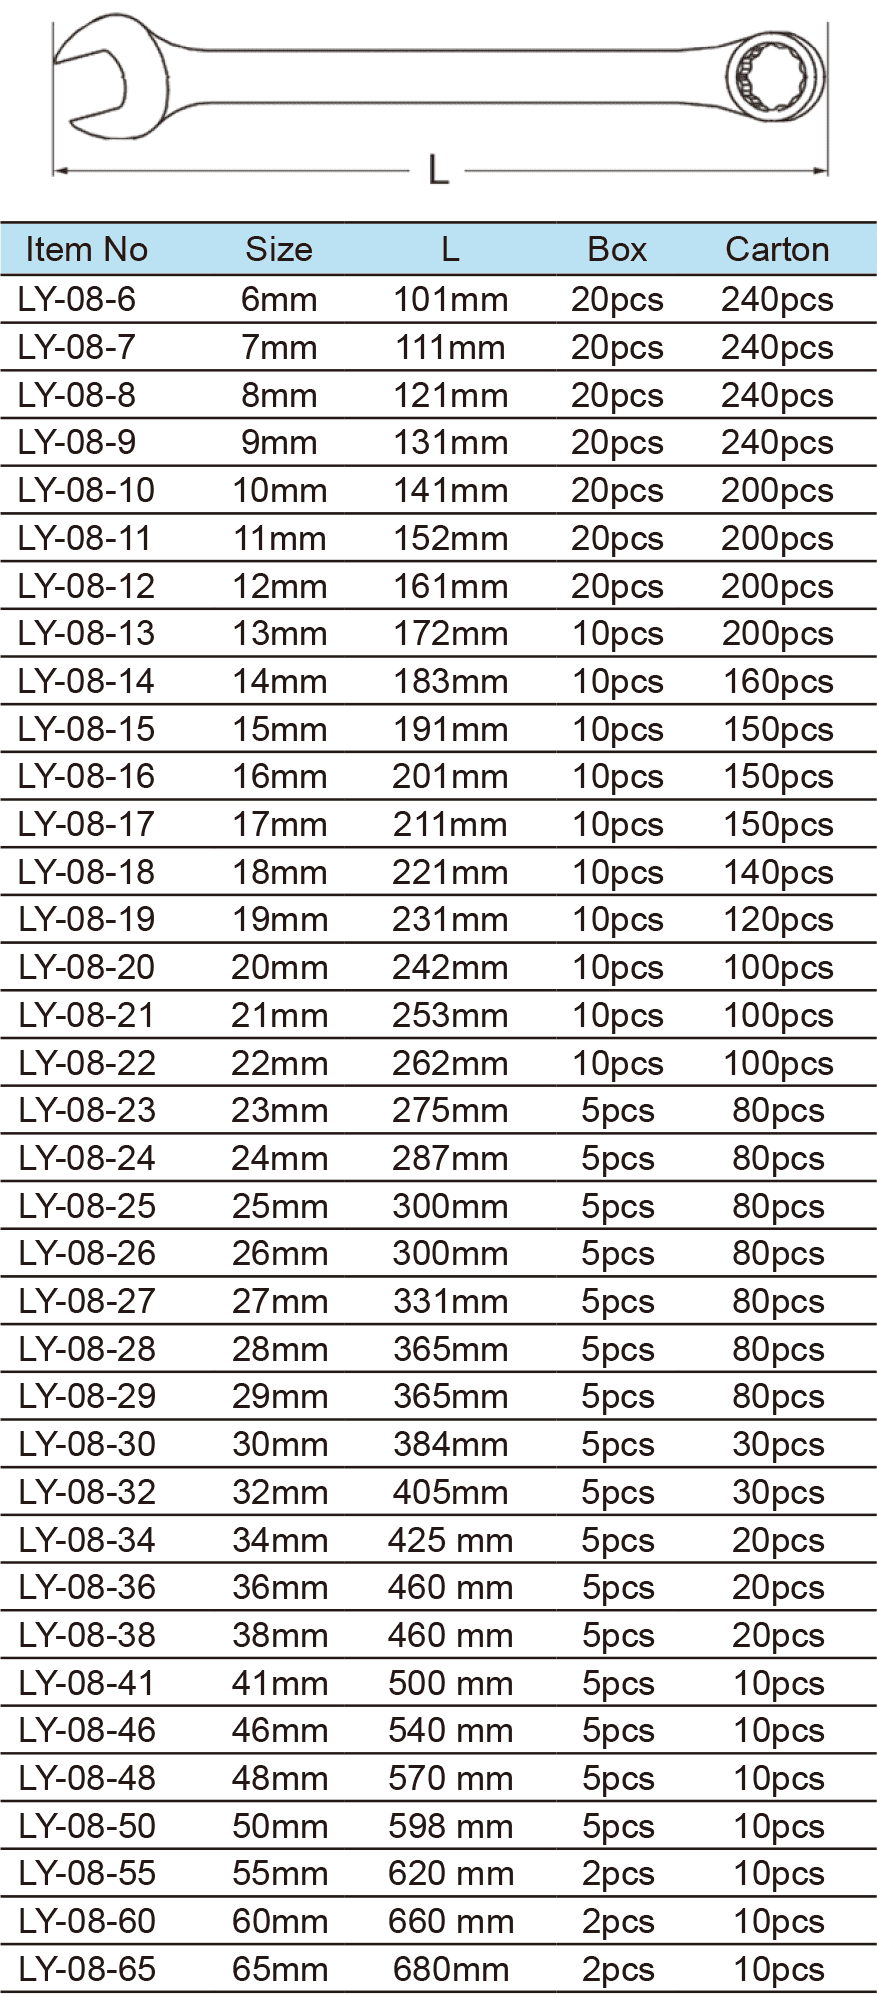 L
Item No Size L Box Carton
LY-08-6 6mm 101mm 20pcs 240pcs
LY-08-7 7mm 111mm 20pcs 240pcs
LY-08-8 8mm 121mm 20pcs 240pcs
LY-08-9 9mm 131mm 20pcs 240pcs
LY-08-10 10mm 141mm 20pcs 200pcs
LY-08-11 11mm 152mm 20pcs 200pcs
LY-08-12 12mm 161mm 20pcs 200pcs
LY-08-13 13mm 172mm 10pcs 200pcs
LY-08-14 14mm 183mm 10pcs 160pcs
LY-08-15 15mm 191mm 10pcs 150pcs
LY-08-16 16mm 201mm 10pcs 150pcs
LY-08-17 17mm 211mm 10pcs 150pcs
LY-08-18 18mm 221mm 10pcs 140pcs
LY-08-19 19mm 231mm 10pcs 120pcs
LY-08-20 20mm 242mm 10pcs 100pcs
LY-08-21 21mm 253mm 10pcs 100pcs
LY-08-22 22mm 262mm 10pcs 100pcs
LY-08-23 23mm 275mm 5pcs 80pcs
LY-08-24 24mm 287mm 5pcs 80pcs
LY-08-25 25mm 300mm 5pcs 80pcs
LY-08-26 26mm 300mm 5pcs 80pcs
LY-08-27 27mm 331mm 5pcs 80pcs
LY-08-28 28mm 365mm 5pcs 80pcs
LY-08-29 29mm 365mm 5pcs 80pcs
LY-08-30 30mm 384mm 5pcs 30pcs
LY-08-32 32mm 405mm 5pcs 30pcs
LY-08-34 34mm 425 mm 5pcs 20pcs
LY-08-36 36mm 460 mm 5pcs 20pcs
LY-08-38 38mm 460 mm 5pcs 20pcs
LY-08-41 41mm 500 mm 5pcs 10pcs
LY-08-46 46mm 540 mm 5pcs 10pcs
LY-08-48 48mm 570 mm 5pcs 10pcs
LY-08-50 50mm 598 mm 5pcs 10pcs
LY-08-55 55mm 620 mm 2pcs 10pcs
LY-08-60 60mm 660 mm 2pcs 10pcs
LY-08-65 65mm 680mm 2pcs 10pcs